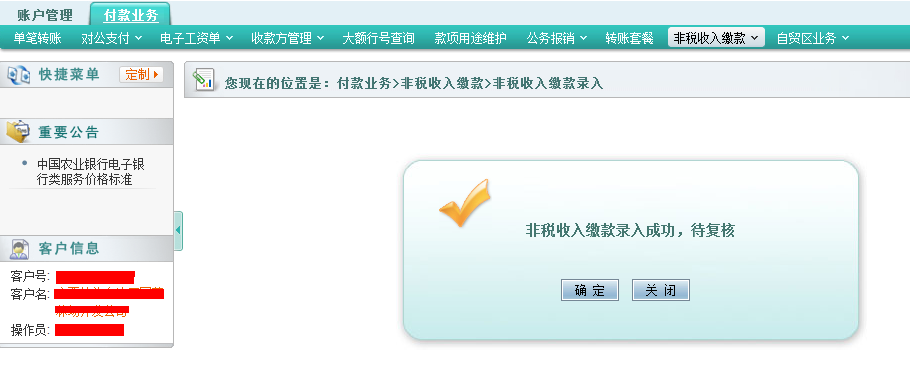 账户管理 付款业务
单笔转账 对公支付 电子工资单 收款方管理 大额行号查询 款项用途维护 公务报销 转账套餐 非税收入缴款 自贸区业务
快捷菜单 定制
您现在的位置是：付款业务>非税收入缴款>非税收入缴款录入
重要公告
中国农业银行电子银
行类服务价格标准
非税收入缴款录入成功，待复核
客户信息
客户号:
确 定 关 闭
客户名:
操作员: